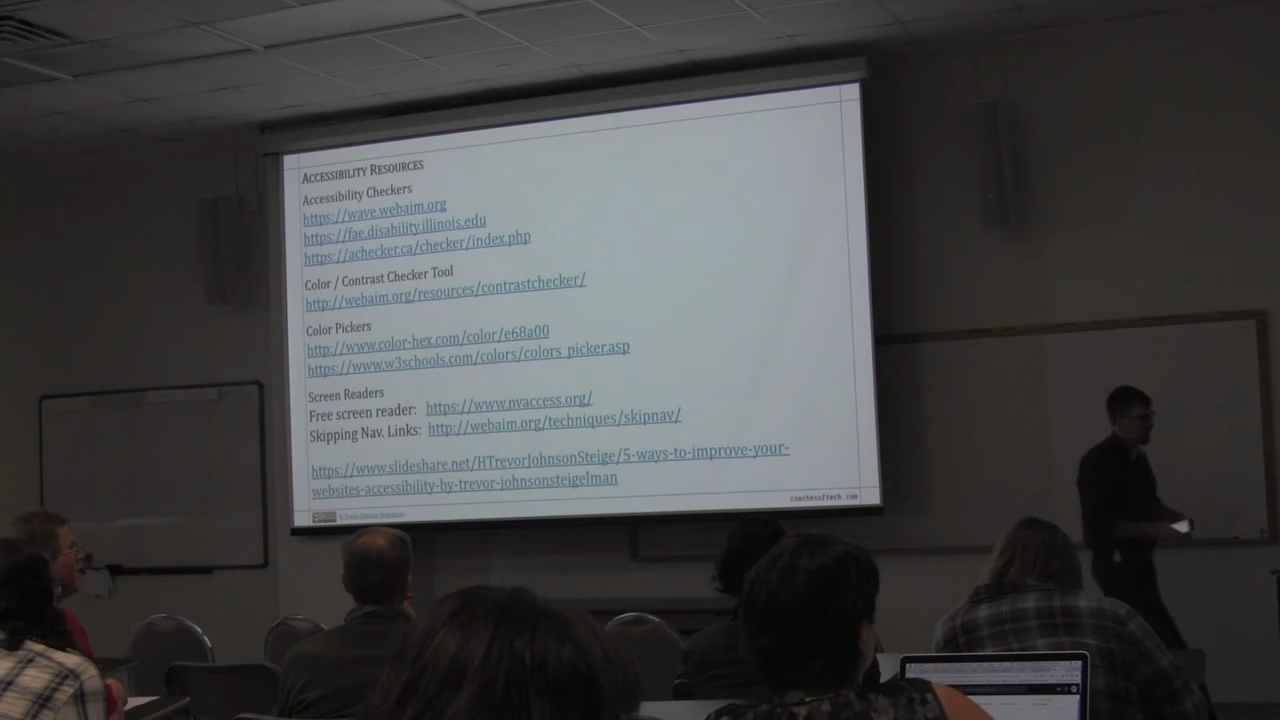 ACCESSIBILITY RESOURCES
Accessibility Checkers
https://wave.webaim.org
https://fae.disability.illinois.edu
https://achecker.ca/checker/index.php
Color / Contrast Checker Tool
http://webaim.org/resources/contrastchecker/
Color Pickers
http://www.color-hex.com/color/e68a00
https://www.w3schools.com/colors/colors_picker.asp
Screen Readers
Free screen reader: https://www.nvaccess.org/
Skipping Nav. Links: http://webaim.org/techniques/skipnav/
https://www.slideshare.net/HTrevorJohnsonSteige/5-ways-to-improve-your-
websites-accessibility-by-trevor-johnsonsteigelman
coachessftech.com